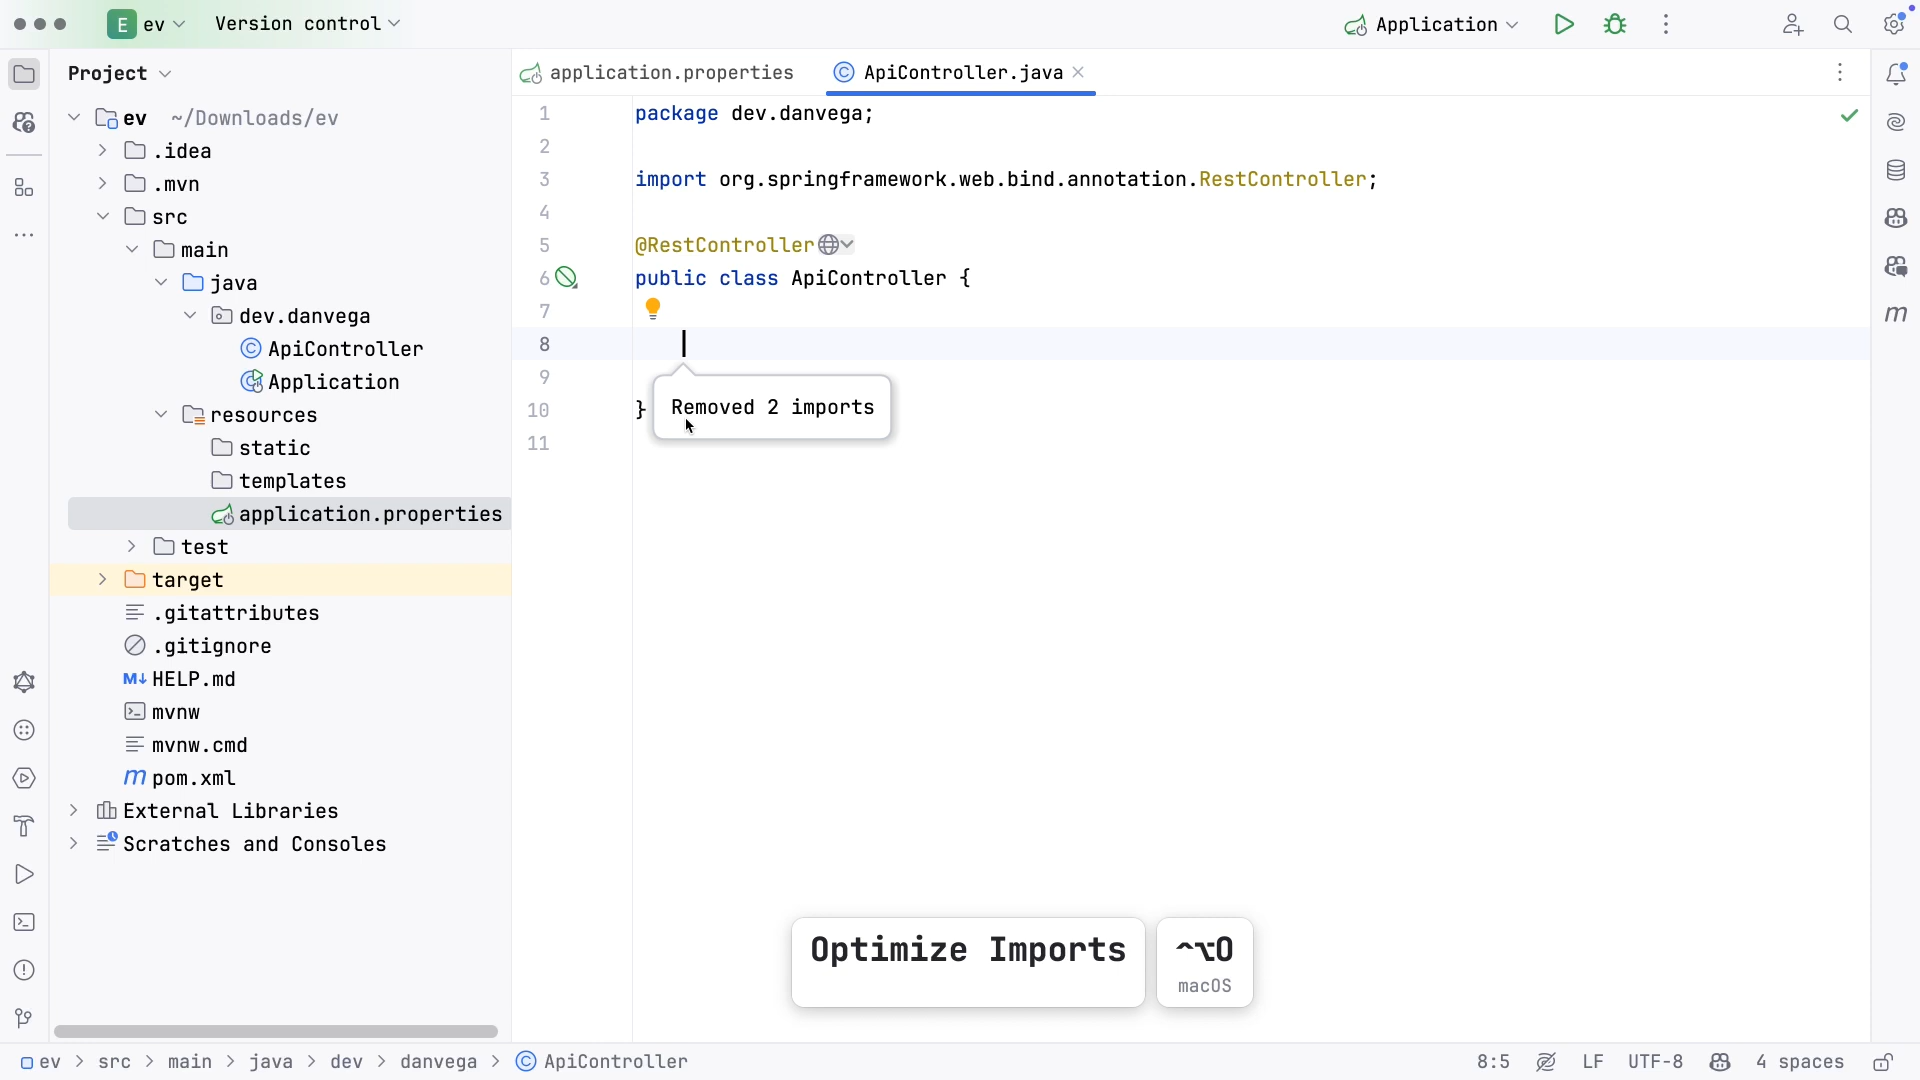 E ev Version control Application
Project
application.properties ApiController.java
ev ~/Downloads/ev
.idea
.mvn
src
main
java
dev.danvega
ApiController
Application
resources
static
templates
application.properties
test
target
.gitattributes
.gitignore
M↓ HELP.md
mvnw
mvnw.cmd
m pom.xml
External Libraries
Scratches and Consoles
1 package dev.danvega;
2
3 import org.springframework.web.bind.annotation.RestController;
4
5 @RestController
6 public class ApiController {
7
8
9
10 }
11
Removed 2 imports
m
Optimize Imports ⌃⌥O
macOS
ev > src > main > java > dev > danvega > ApiController 8:5 LF UTF-8 4 spaces